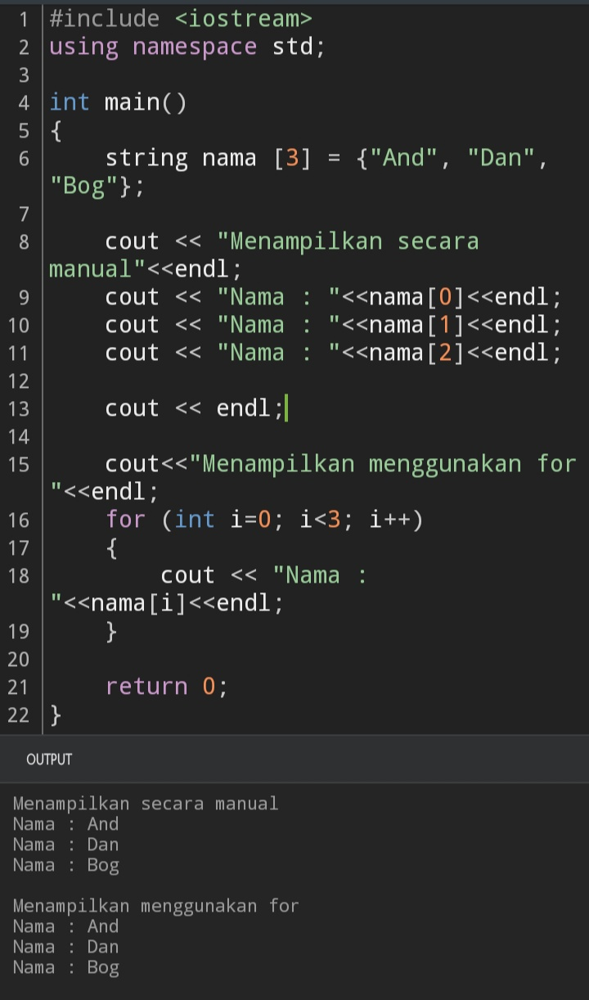 1 #include <iostream>
2 using namespace std;
3
4 int main()
5 {
6     string nama [3] = {"And", "Dan",
"Bog"};
7
8     cout << "Menampilkan secara
manual"<<endl;
9     cout << "Nama : "<<nama[0]<<endl;
10     cout << "Nama : "<<nama[1]<<endl;
11     cout << "Nama : "<<nama[2]<<endl;
12
13     cout << endl;
14
15     cout<<"Menampilkan menggunakan for
"<<endl;
16     for (int i=0; i<3; i++)
17     {
18         cout << "Nama :
"<<nama[i]<<endl;
19     }
20
21     return 0;
22 }
OUTPUT
Menampilkan secara manual
Nama : And
Nama : Dan
Nama : Bog

Menampilkan menggunakan for
Nama : And
Nama : Dan
Nama : Bog